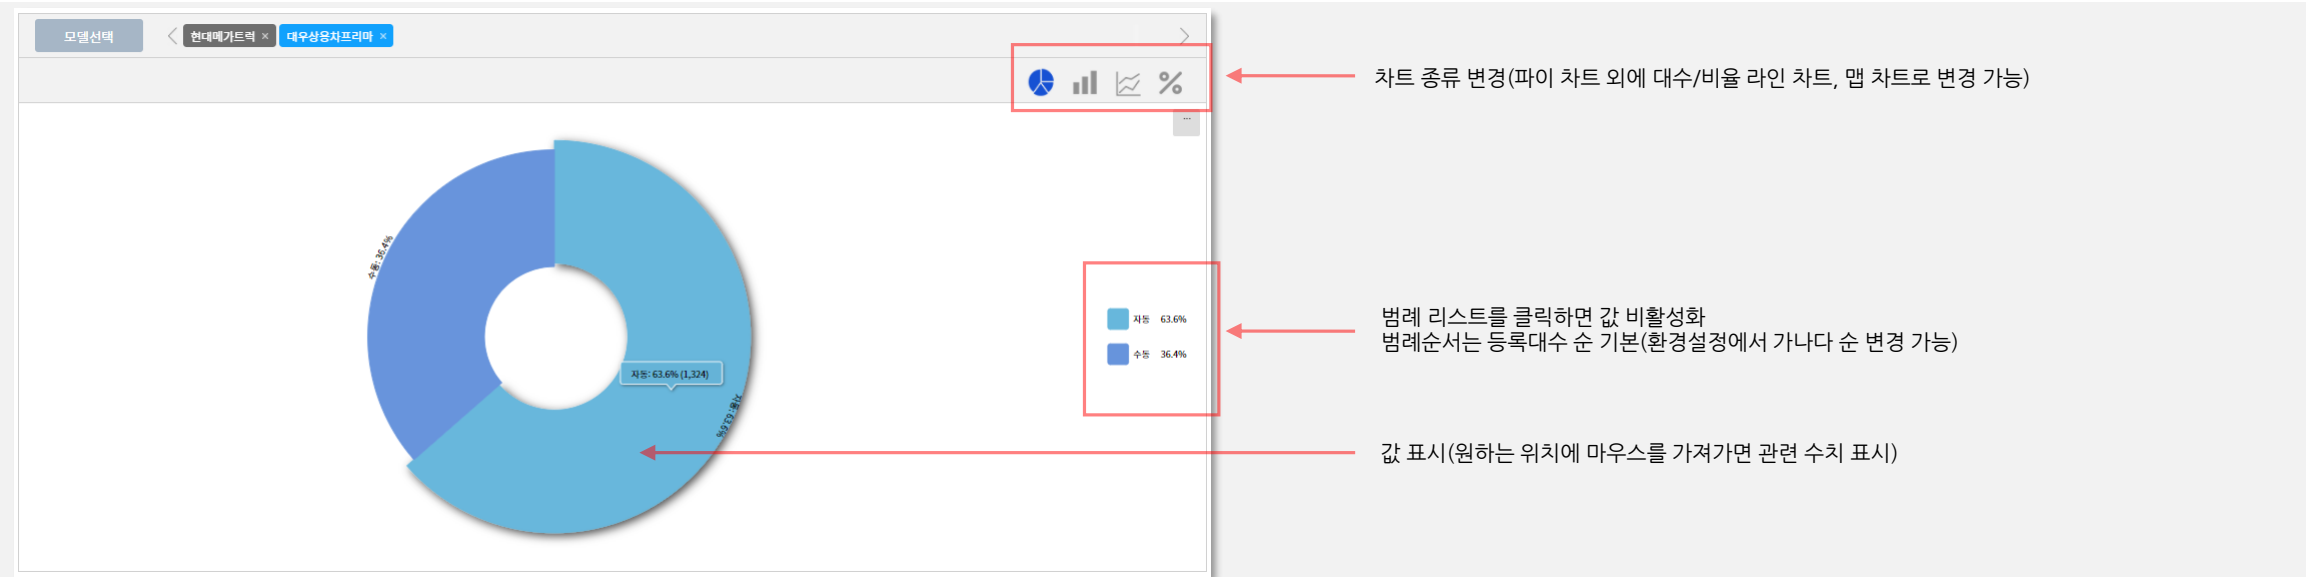 모델선택
현대메가트럭 ×
대우상용차프리마 ×
차트 종류 변경(파이 차트 외에 대수/비율 라인 차트, 맵 차트로 변경 가능)
...
수동: 36.4%
자동: 63.6% (1,324)
자동: 63.6%
자동 63.6%
수동 36.4%
범례 리스트를 클릭하면 값 비활성화
범례순서는 등록대수 순 기본(환경설정에서 가나다 순 변경 가능)
값 표시(원하는 위치에 마우스를 가져가면 관련 수치 표시)